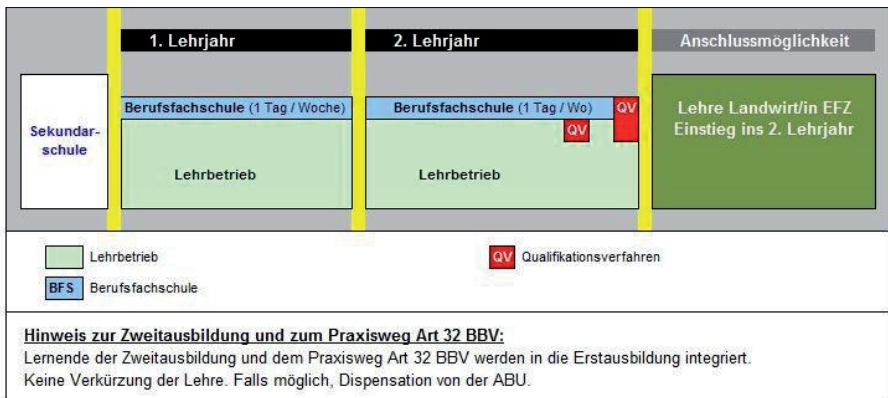 1. Lehrjahr
2. Lehrjahr
Anschlussmöglichkeit
Sekundar-
schule
Berufsfachschule (1 Tag / Woche)
Lehrbetrieb
Berufsfachschule (1 Tag / Wo)
QV
QV
Lehrbetrieb
Lehre Landwirt/in EFZ
Einstieg ins 2. Lehrjahr
Lehrbetrieb
QV Qualifikationsverfahren
BFS Berufsfachschule
Hinweis zur Zweitausbildung und zum Praxisweg Art 32 BBV:
Lernende der Zweitausbildung und dem Praxisweg Art 32 BBV werden in die Erstausbildung integriert.
Keine Verkürzung der Lehre. Falls möglich, Dispensation von der ABU.